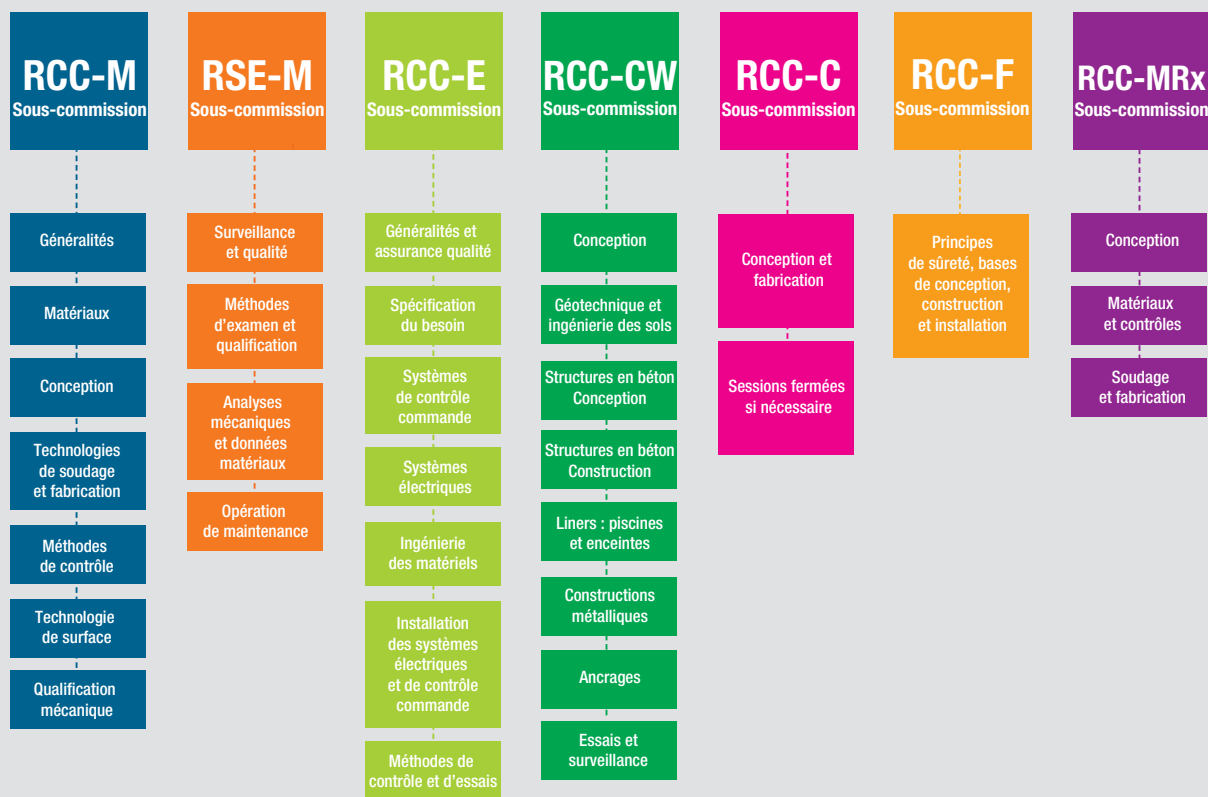 RCC-M
Sous-commission
Généralités
Matériaux
Conception
Technologies
de soudage
et fabrication
Méthodes
de contrôle
Technologie
de surface
Qualification
mécanique
RSE-M
Sous-commission
Surveillance
et qualité
Méthodes
d'examen et
qualification
Analyses
mécaniques
et données
matériaux
Opération
de maintenance
RCC-E
Sous-commission
Généralités et
assurance qualité
Spécification
du besoin
Systèmes
de contrôle
commande
Systèmes
électriques
Ingénierie
des matériels
Installation
des systèmes
électriques
et de contrôle
commande
Méthodes de
contrôle et d'essais
RCC-CW
Sous-commission
Conception
Géotechnique et
ingénierie des sols
Structures en béton
Conception
Structures en béton
Construction
Liners : piscines
et enceintes
Constructions
métalliques
Ancrages
Essais et
surveillance
RCC-C
Sous-commission
Conception et
fabrication
Sessions fermées
si nécessaire
RCC-F
Sous-commission
Principes
de sûreté, bases
de conception,
construction
et installation
RCC-MRx
Sous-commission
Conception
Matériaux
et contrôles
Soudage
et fabrication